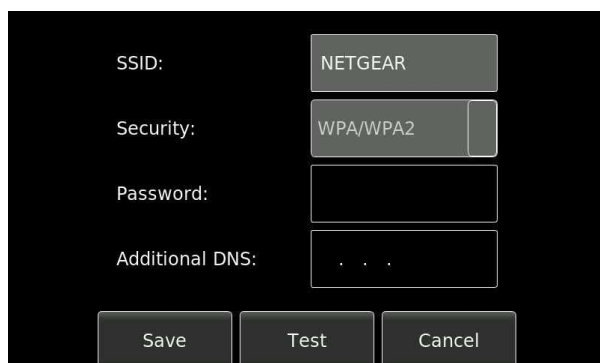 SSID: NETGEAR
Security: WPA/WPA2
Password:
Additional DNS: . . .
Save Test Cancel